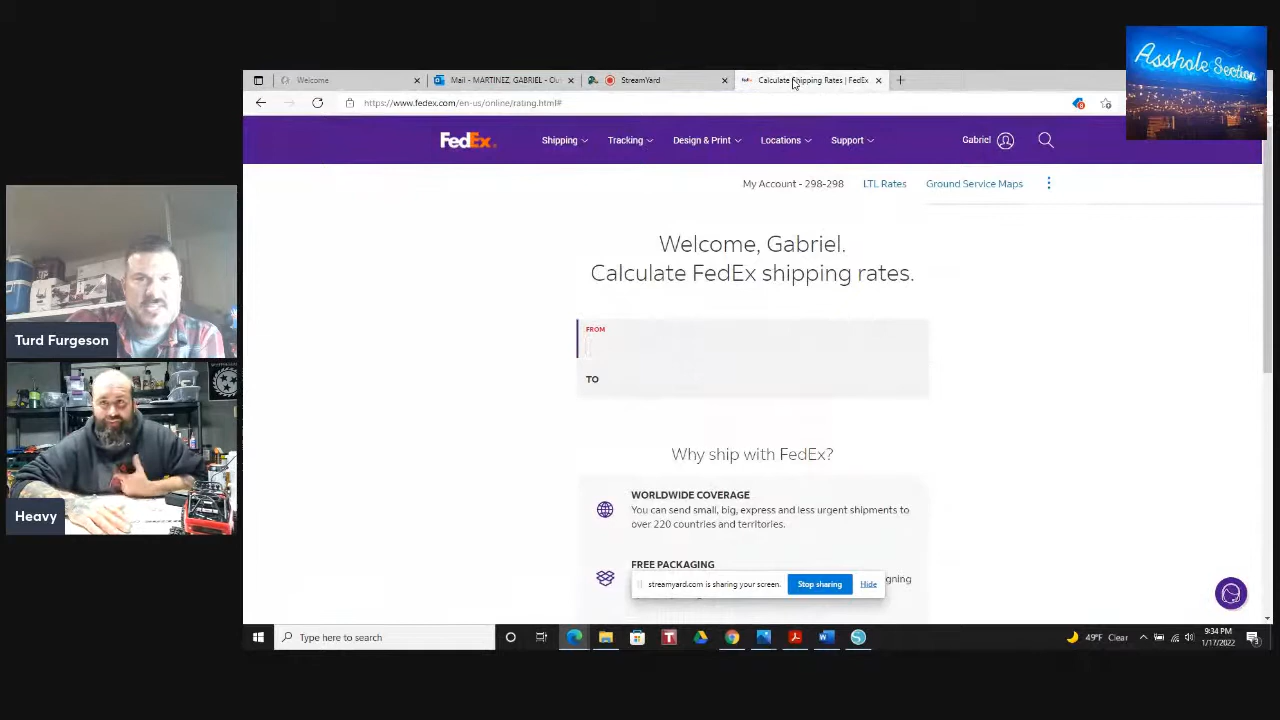 Asshole Section
Welcome
Mail - MARTINEZ, GABRIEL - Ou
StreamYard
Calculate Shipping Rates | FedEx
https://www.fedex.com/en-us/online/rating.html#
FedEx
Shipping
Tracking
Design & Print
Locations
Support
Gabriel
My Account - 298-298
LTL Rates
Ground Service Maps
Welcome, Gabriel.
Calculate FedEx shipping rates.
FROM
TO
Turd Furgeson
Heavy
Why ship with FedEx?
WORLDWIDE COVERAGE
You can send small, big, express and less urgent shipments to
over 220 countries and territories.
FREE PACKAGING
gning
streamyard.com is sharing your screen.
Stop sharing
Hide
Type here to search
49°F Clear
9:34 PM
1/17/2022